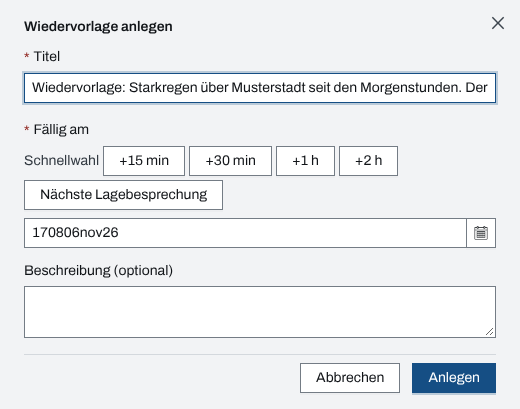 Wiedervorlage anlegen
* Titel
Wiedervorlage: Starkregen über Musterstadt seit den Morgenstunden. Der
* Fällig am
Schnellwahl +15 min +30 min +1 h +2 h
Nächste Lagebesprechung
170806nov26
Beschreibung (optional)
Abbrechen Anlegen